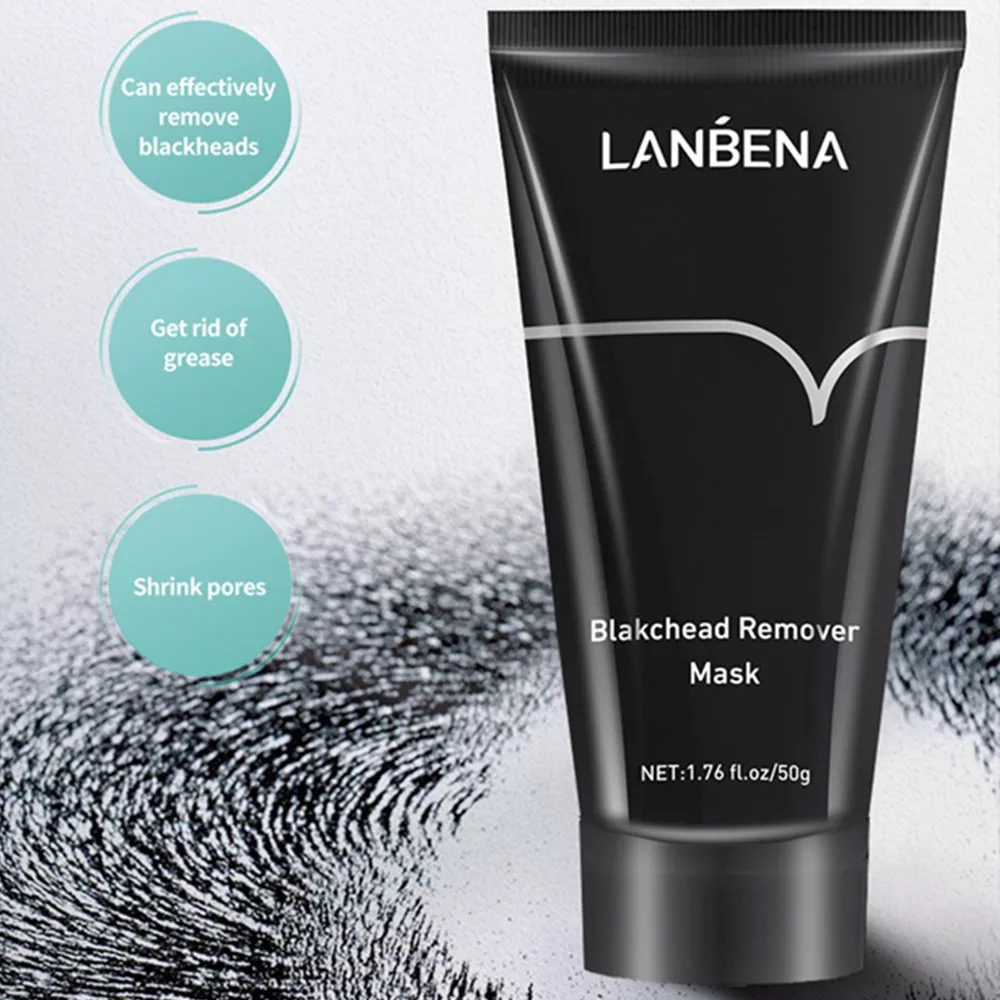 Can effectively
remove
blackheads
Get rid of
grease
Shrink pores
LANBENA
Blakchead Remover
Mask
NET:1.76 fl.oz/50g